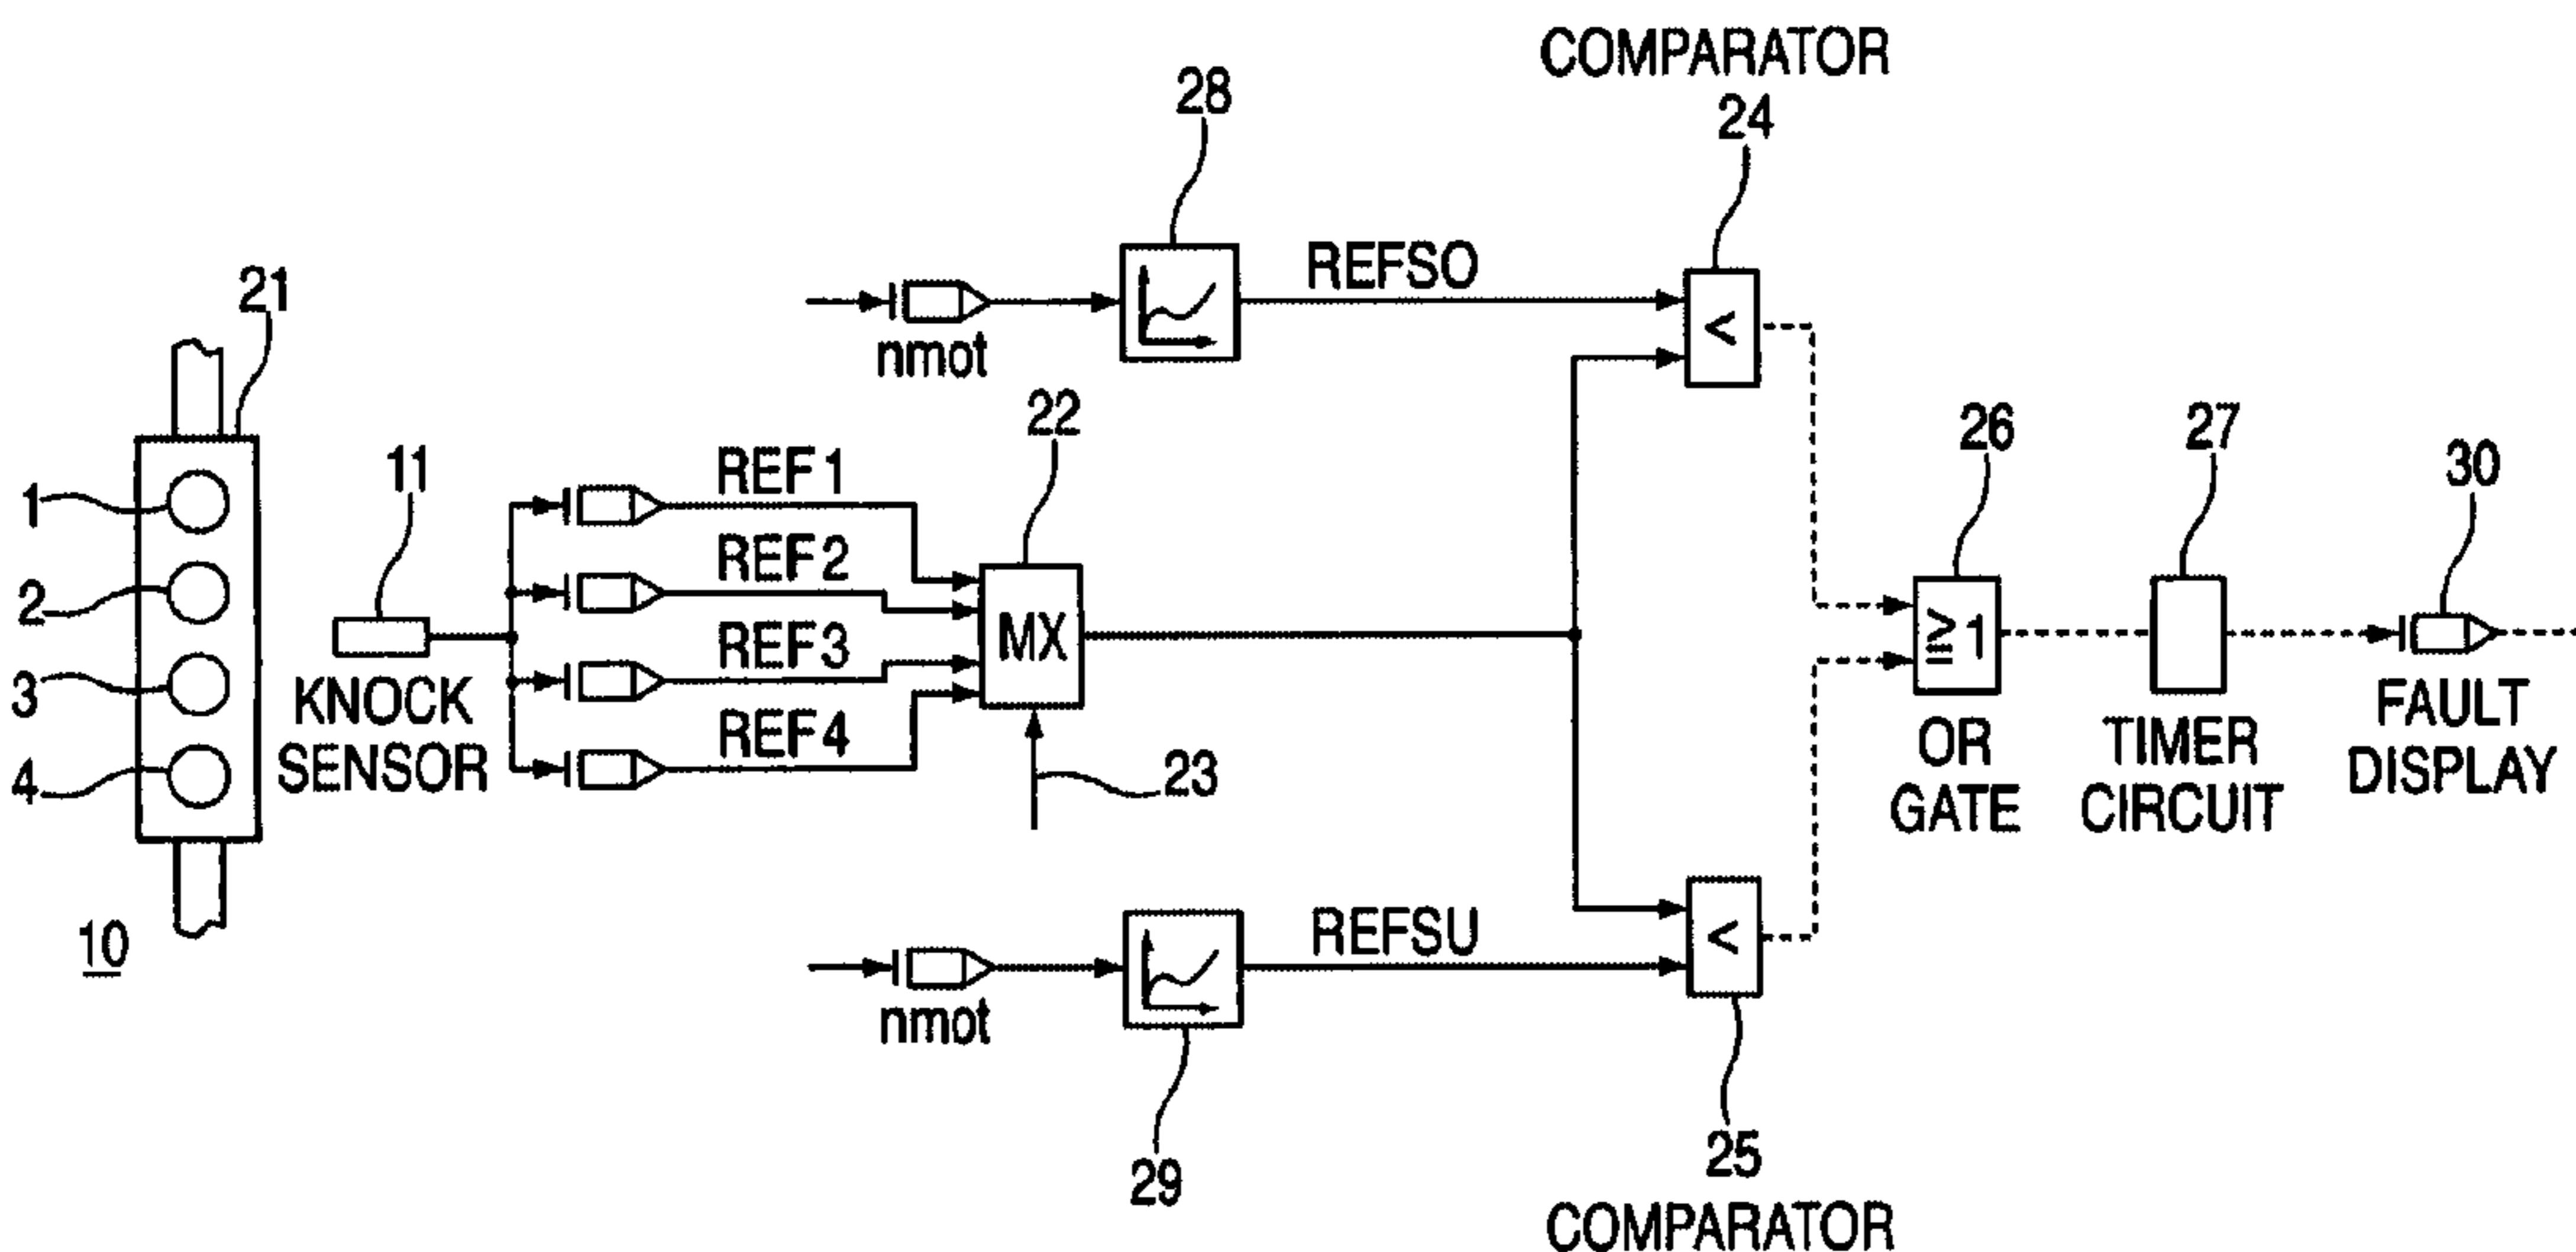 COMPARATOR
24
28
REFSO
<
nmot
21
22
26
27
30
11
REF1
1
REF2
2
MX
≧1
REF3
3
KNOCK
SENSOR
REF4
4
23
OR
GATE
TIMER
CIRCUIT
FAULT
DISPLAY
10
REFSU
<
nmot
29
25
COMPARATOR